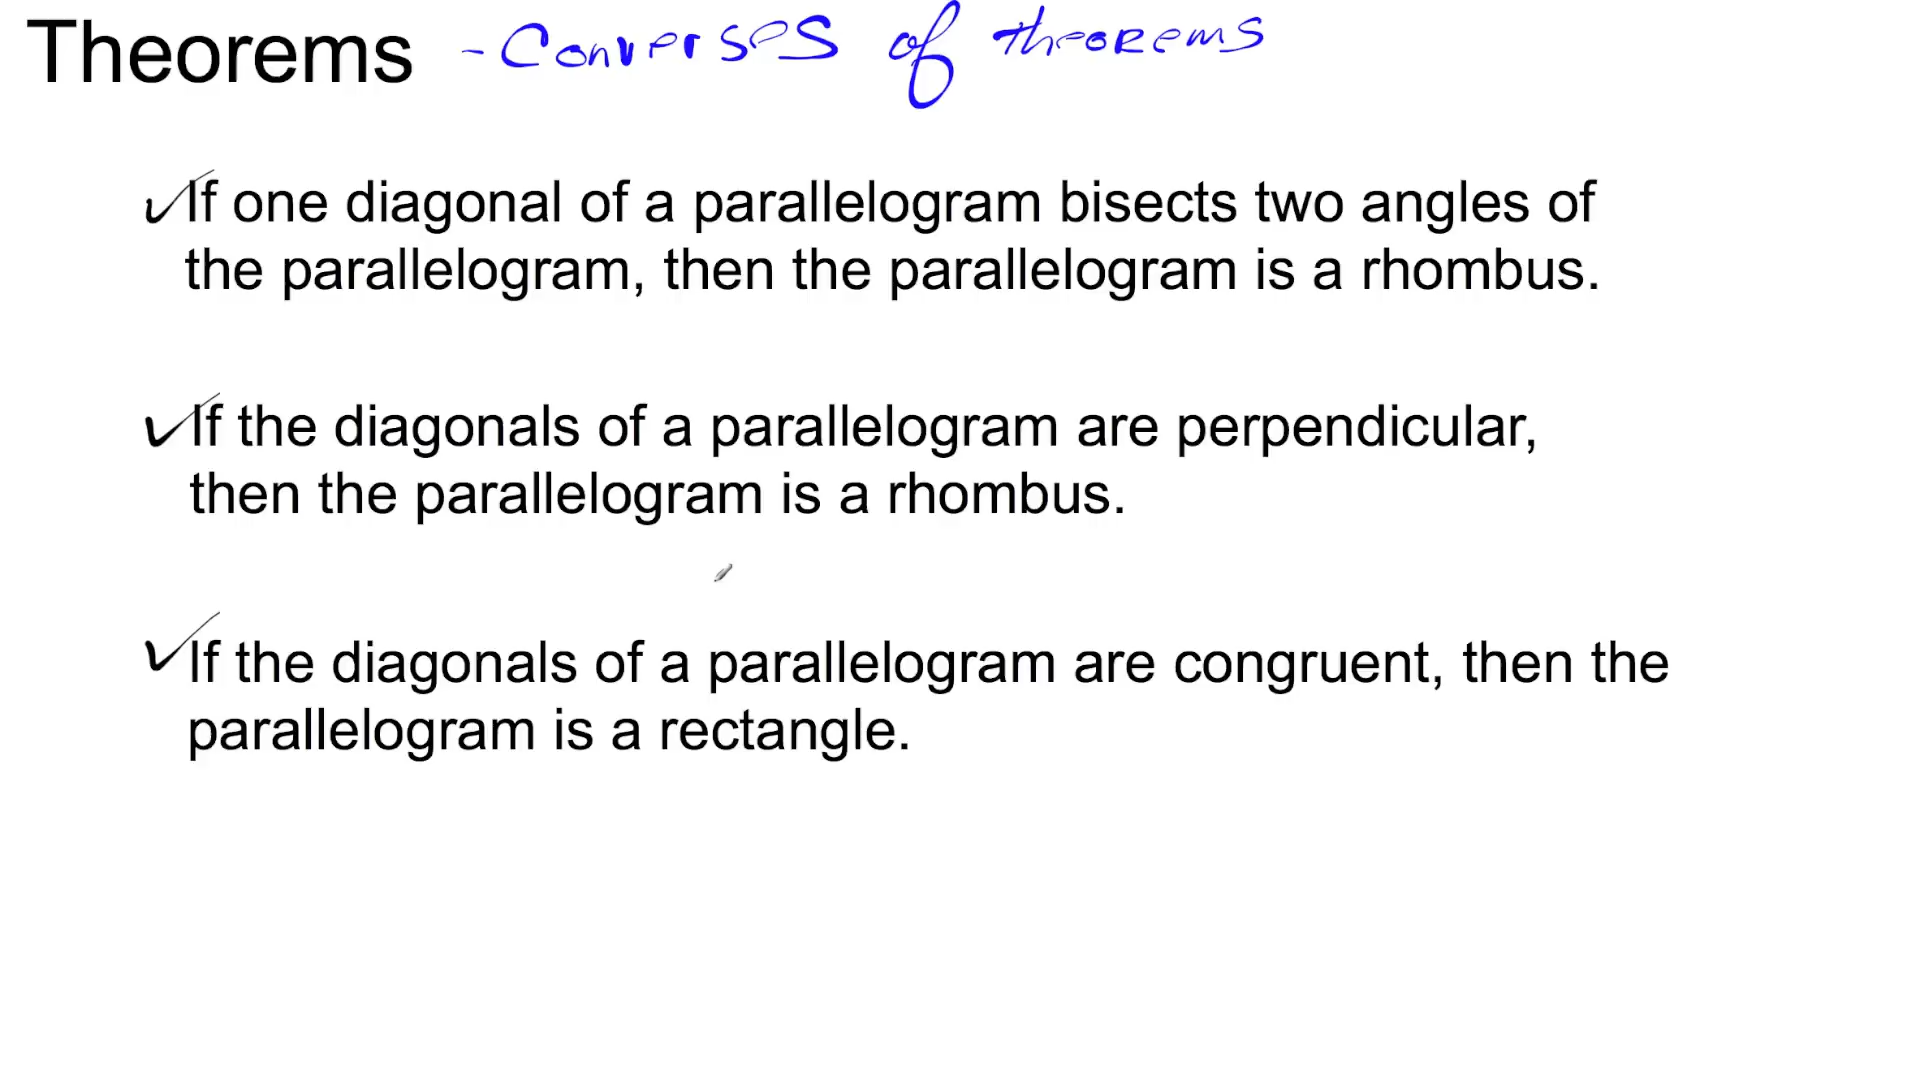 Theorems - Converses of theorems
If one diagonal of a parallelogram bisects two angles of
the parallelogram, then the parallelogram is a rhombus.
If the diagonals of a parallelogram are perpendicular,
then the parallelogram is a rhombus.
If the diagonals of a parallelogram are congruent, then the
parallelogram is a rectangle.